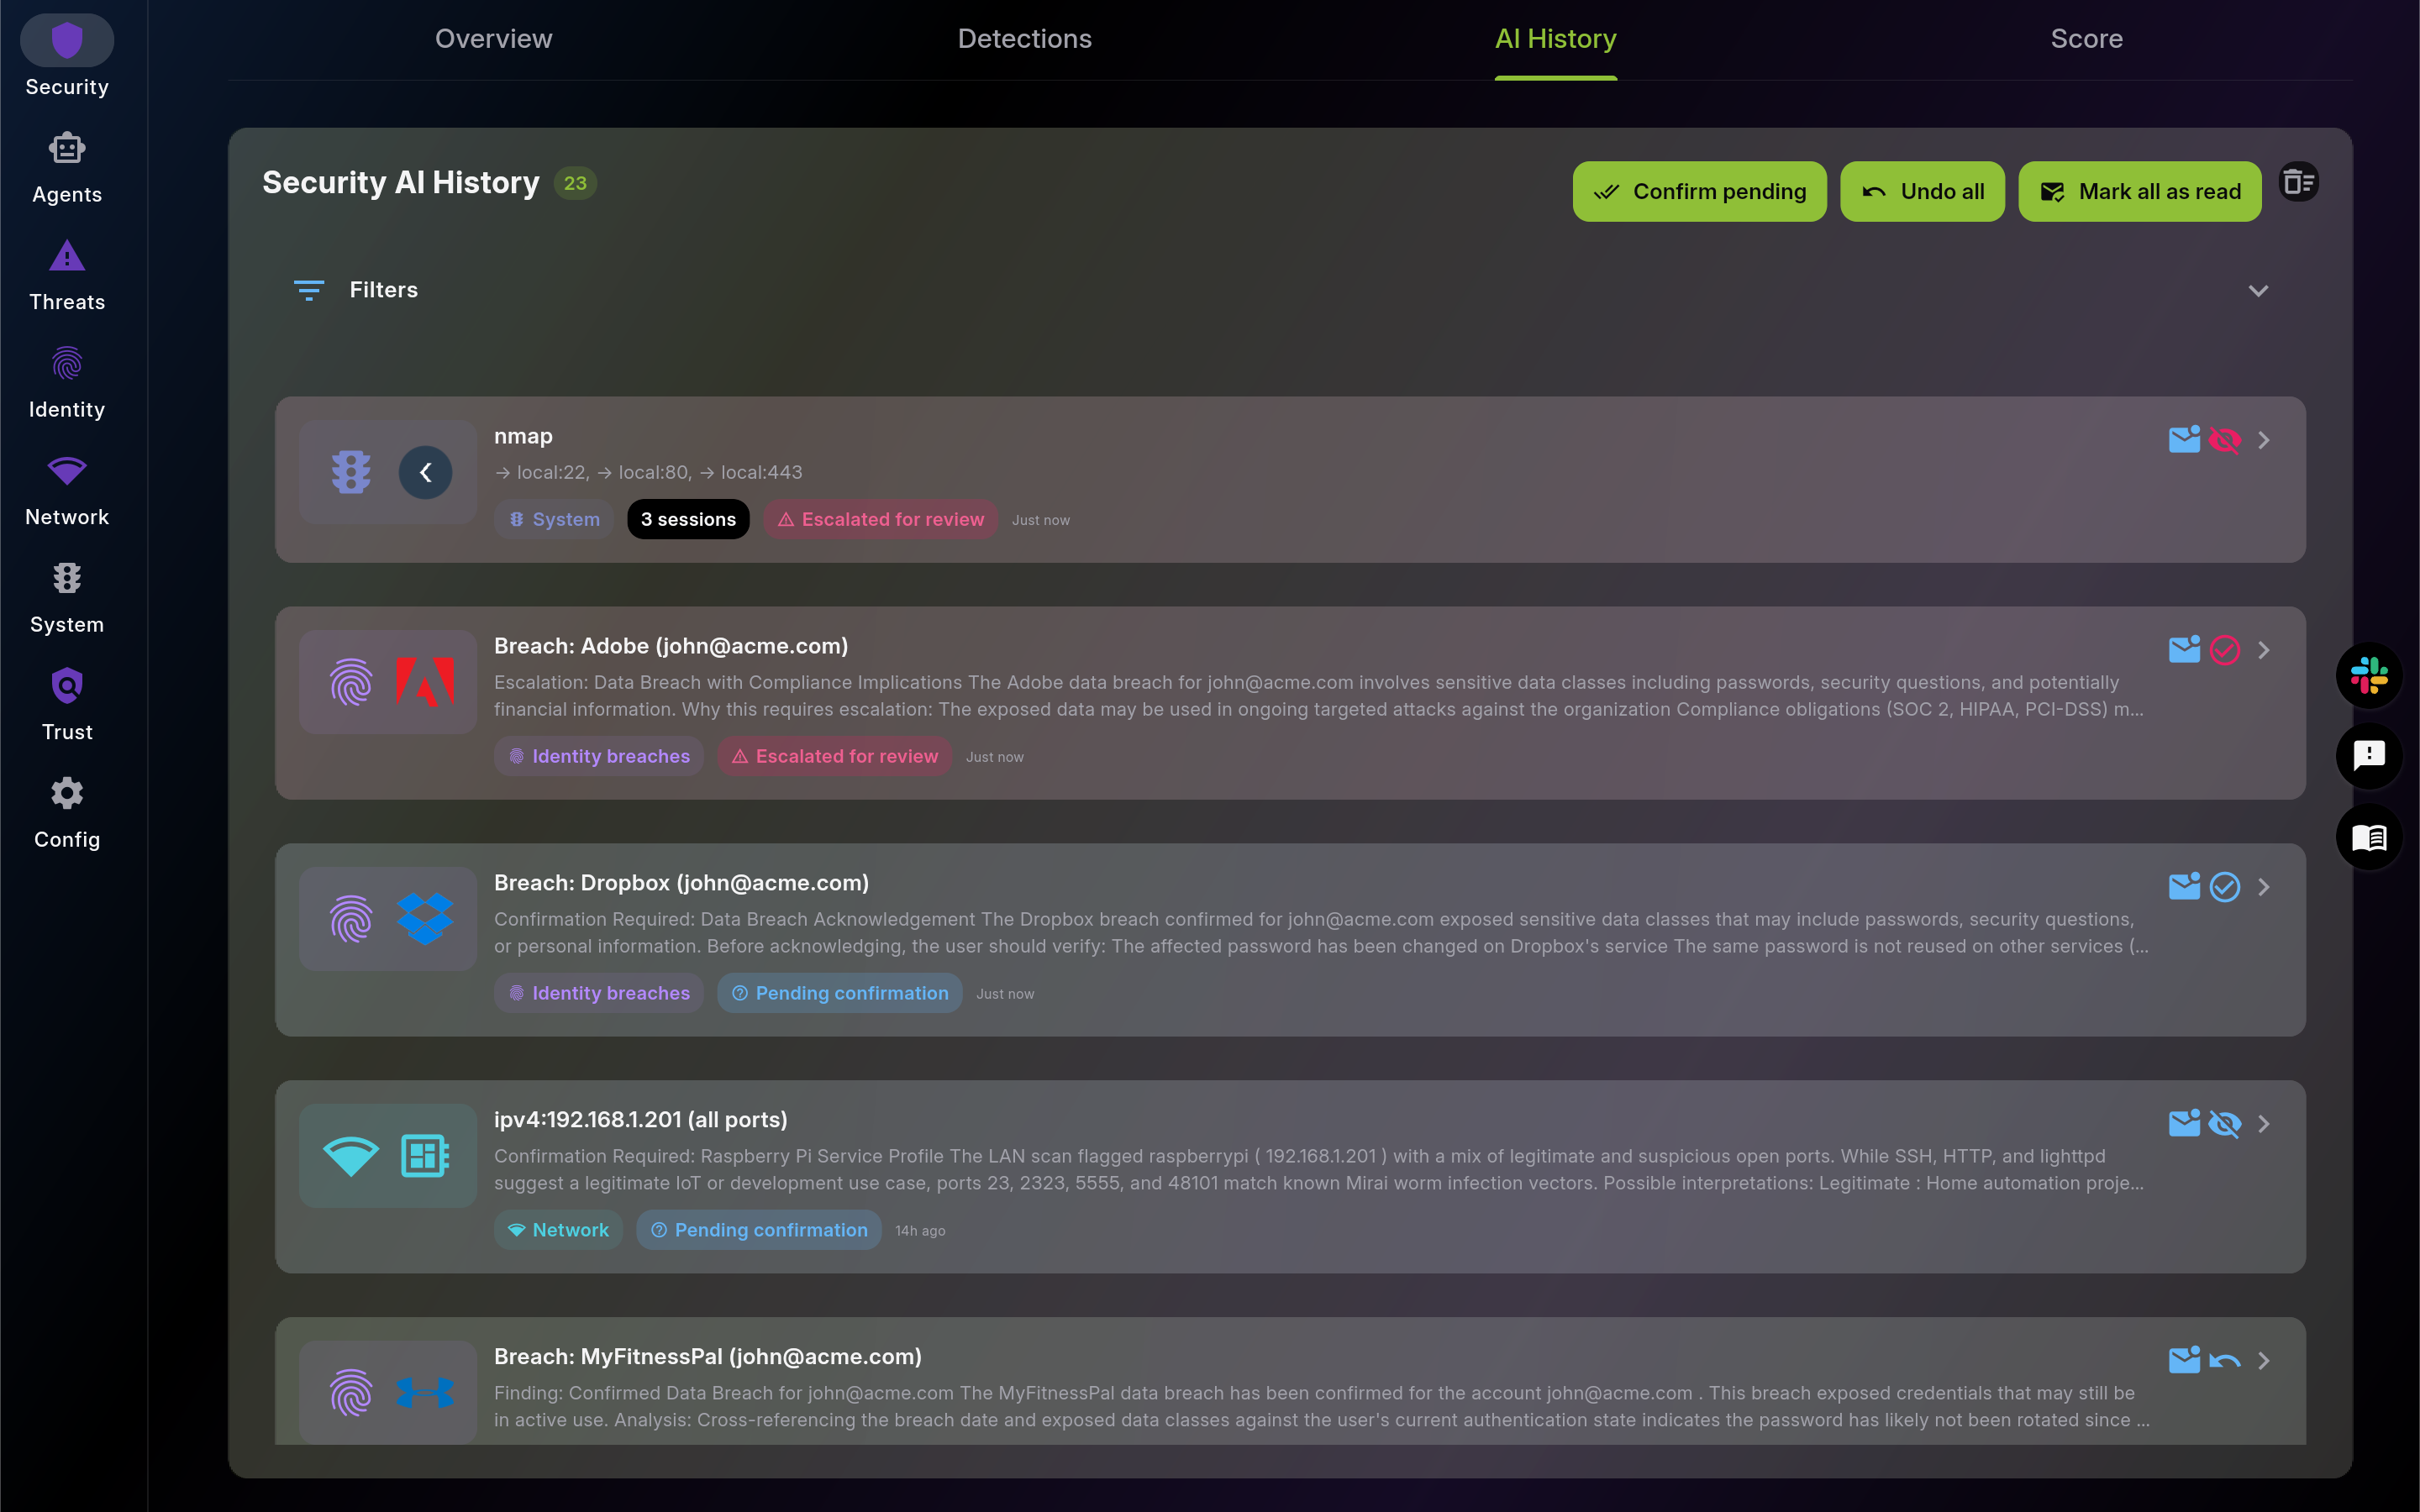 Overview
Detections
AI History
Score
Security
Agents
Threats
Identity
Network
System
Trust
Config
Security AI History 23
Confirm pending
Undo all
Mark all as read
Filters
nmap
→ local:22, → local:80, → local:443
System
3 sessions
Escalated for review
Just now
Breach: Adobe (john@acme.com)
Escalation: Data Breach with Compliance Implications The Adobe data breach for john@acme.com involves sensitive data classes including passwords, security questions, and potentially
financial information. Why this requires escalation: The exposed data may be used in ongoing targeted attacks against the organization Compliance obligations (SOC 2, HIPAA, PCI-DSS) m...
Identity breaches
Escalated for review
Just now
Breach: Dropbox (john@acme.com)
Confirmation Required: Data Breach Acknowledgement The Dropbox breach confirmed for john@acme.com exposed sensitive data classes that may include passwords, security questions,
or personal information. Before acknowledging, the user should verify: The affected password has been changed on Dropbox's service The same password is not reused on other services (...
Identity breaches
Pending confirmation
Just now
ipv4:192.168.1.201 (all ports)
Confirmation Required: Raspberry Pi Service Profile The LAN scan flagged raspberrypi ( 192.168.1.201 ) with a mix of legitimate and suspicious open ports. While SSH, HTTP, and lighttpd
suggest a legitimate IoT or development use case, ports 23, 2323, 5555, and 48101 match known Mirai worm infection vectors. Possible interpretations: Legitimate : Home automation proje...
Network
Pending confirmation
14h ago
Breach: MyFitnessPal (john@acme.com)
Finding: Confirmed Data Breach for john@acme.com The MyFitnessPal data breach has been confirmed for the account john@acme.com . This breach exposed credentials that may still be
in active use. Analysis: Cross-referencing the breach date and exposed data classes against the user's current authentication state indicates the password has likely not been rotated since ...